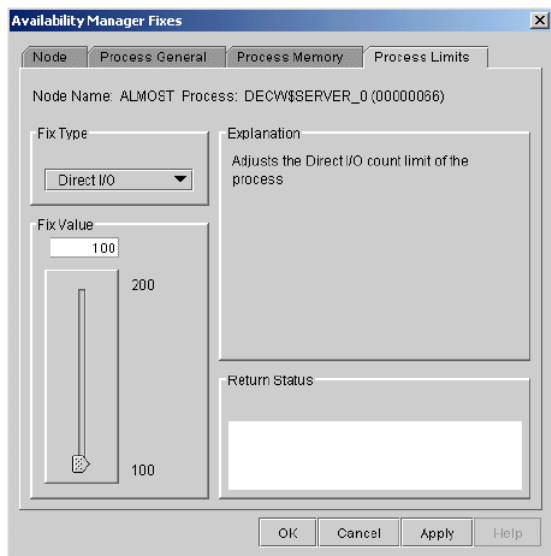 Availability Manager Fixes
Node Process General Process Memory Process Limits
Node Name: ALMOST Process: DECW$SERVER_0 (00000066)
Fix Type
Direct I/O
Explanation
Adjusts the Direct I/O count limit of the
process
Fix Value
100
200
100
Return Status
OK Cancel Apply Help